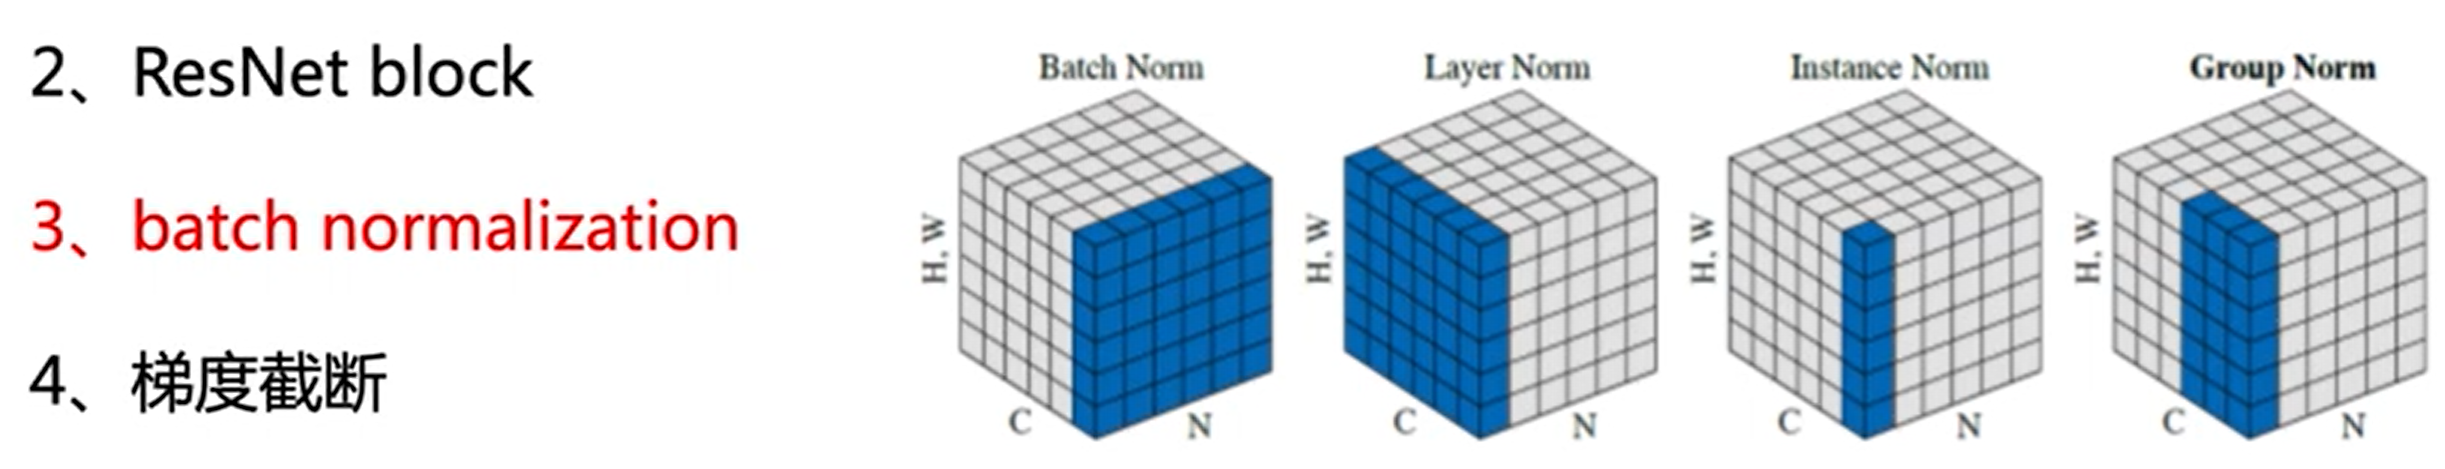 2、ResNet block
3、batch normalization
4、梯度截断
Batch Norm
H, W
C
N
Layer Norm
H, W
C
N
Instance Norm
H, W
C
N
Group Norm
H, W
C
N